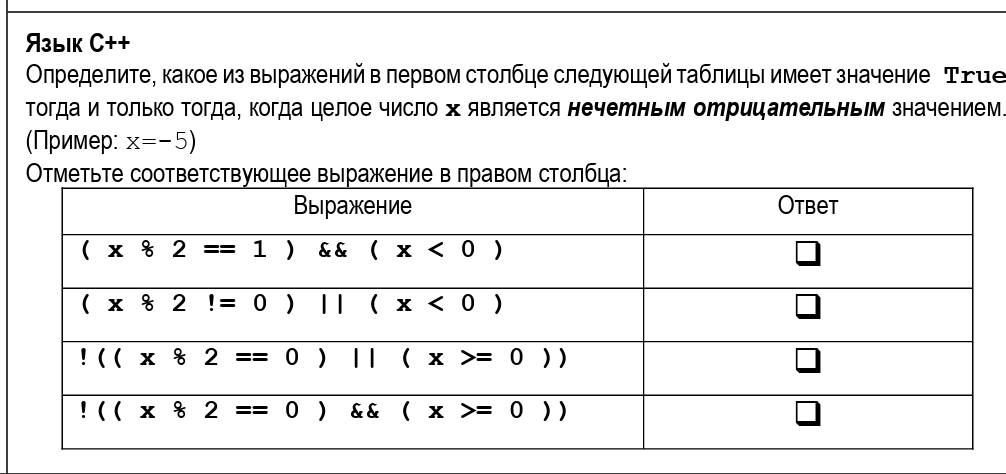 Язык C++
Определите, какое из выражений в первом столбце следующей таблицы имеет значение True
тогда и только тогда, когда целое число x является нечетным отрицательным значением.
(Пример: x=-5)
Отметьте соответствующее выражение в правом столбца:
Выражение Ответ
( x % 2 == 1 ) && ( x < 0 ) ❑
( x % 2 != 0 ) || ( x < 0 ) ❑
!(( x % 2 == 0 ) || ( x >= 0 )) ❑
!(( x % 2 == 0 ) && ( x >= 0 )) ❑